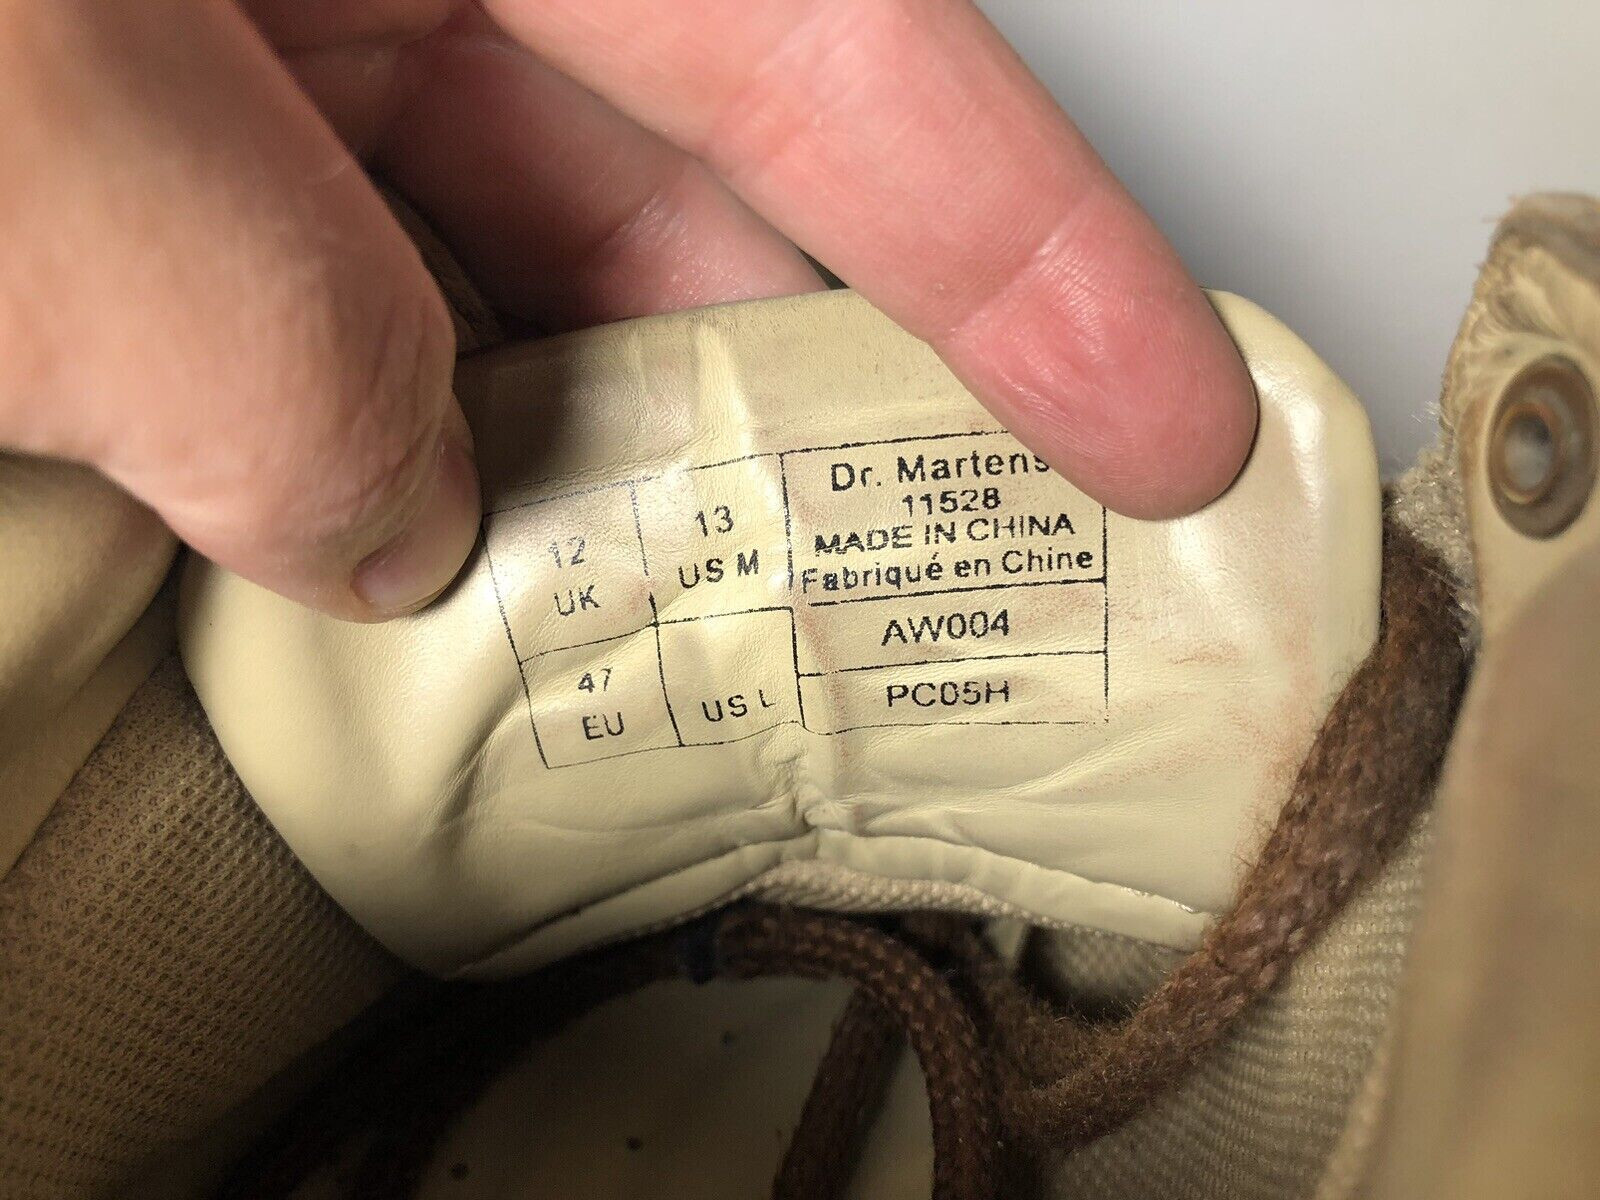 12
UK
13
US M
47
EU
US L
Dr. Martens
11528
MADE IN CHINA
Fabriqué en Chine
AW004
PC05H